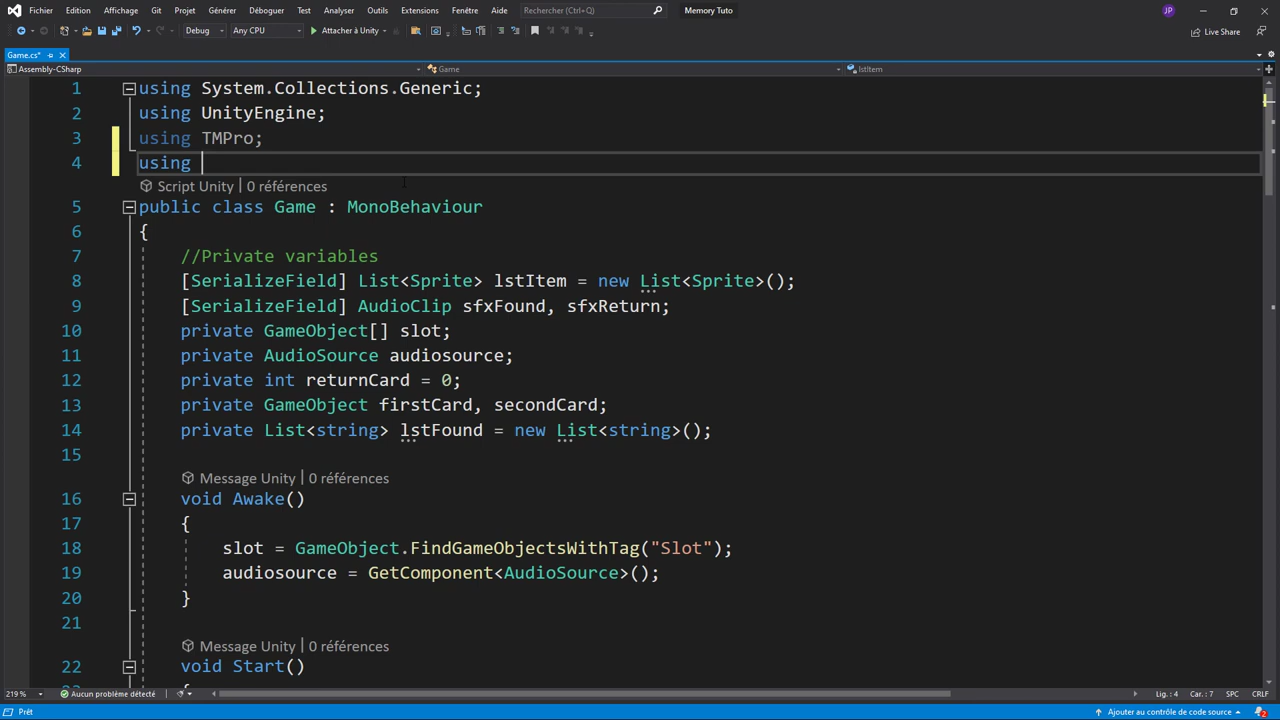 Fichier Edition Affichage Git Projet Générer Déboguer Test Analyser Outils Extensions Fenêtre Aide Rechercher (Ctrl+Q) Memory Tuto JP
Debug Any CPU Attacher à Unity Live Share
Game.cs*
Assembly-CSharp Game lstItem
1 using System.Collections.Generic;
2 using UnityEngine;
3 using TMPro;
4 using
Script Unity | 0 références
5 public class Game : MonoBehaviour
6 {
7 //Private variables
8 [SerializeField] List<Sprite> lstItem = new List<Sprite>();
9 [SerializeField] AudioClip sfxFound, sfxReturn;
10 private GameObject[] slot;
11 private AudioSource audiosource;
12 private int returnCard = 0;
13 private GameObject firstCard, secondCard;
14 private List<string> lstFound = new List<string>();
15
Message Unity | 0 références
16 void Awake()
17 {
18 slot = GameObject.FindGameObjectsWithTag("Slot");
19 audiosource = GetComponent<AudioSource>();
20 }
21
Message Unity | 0 références
22 void Start()
219 % Aucun problème détecté Lig. : 4 Car. : 7 SPC CRLF
Prêt Ajouter au contrôle de code source 2